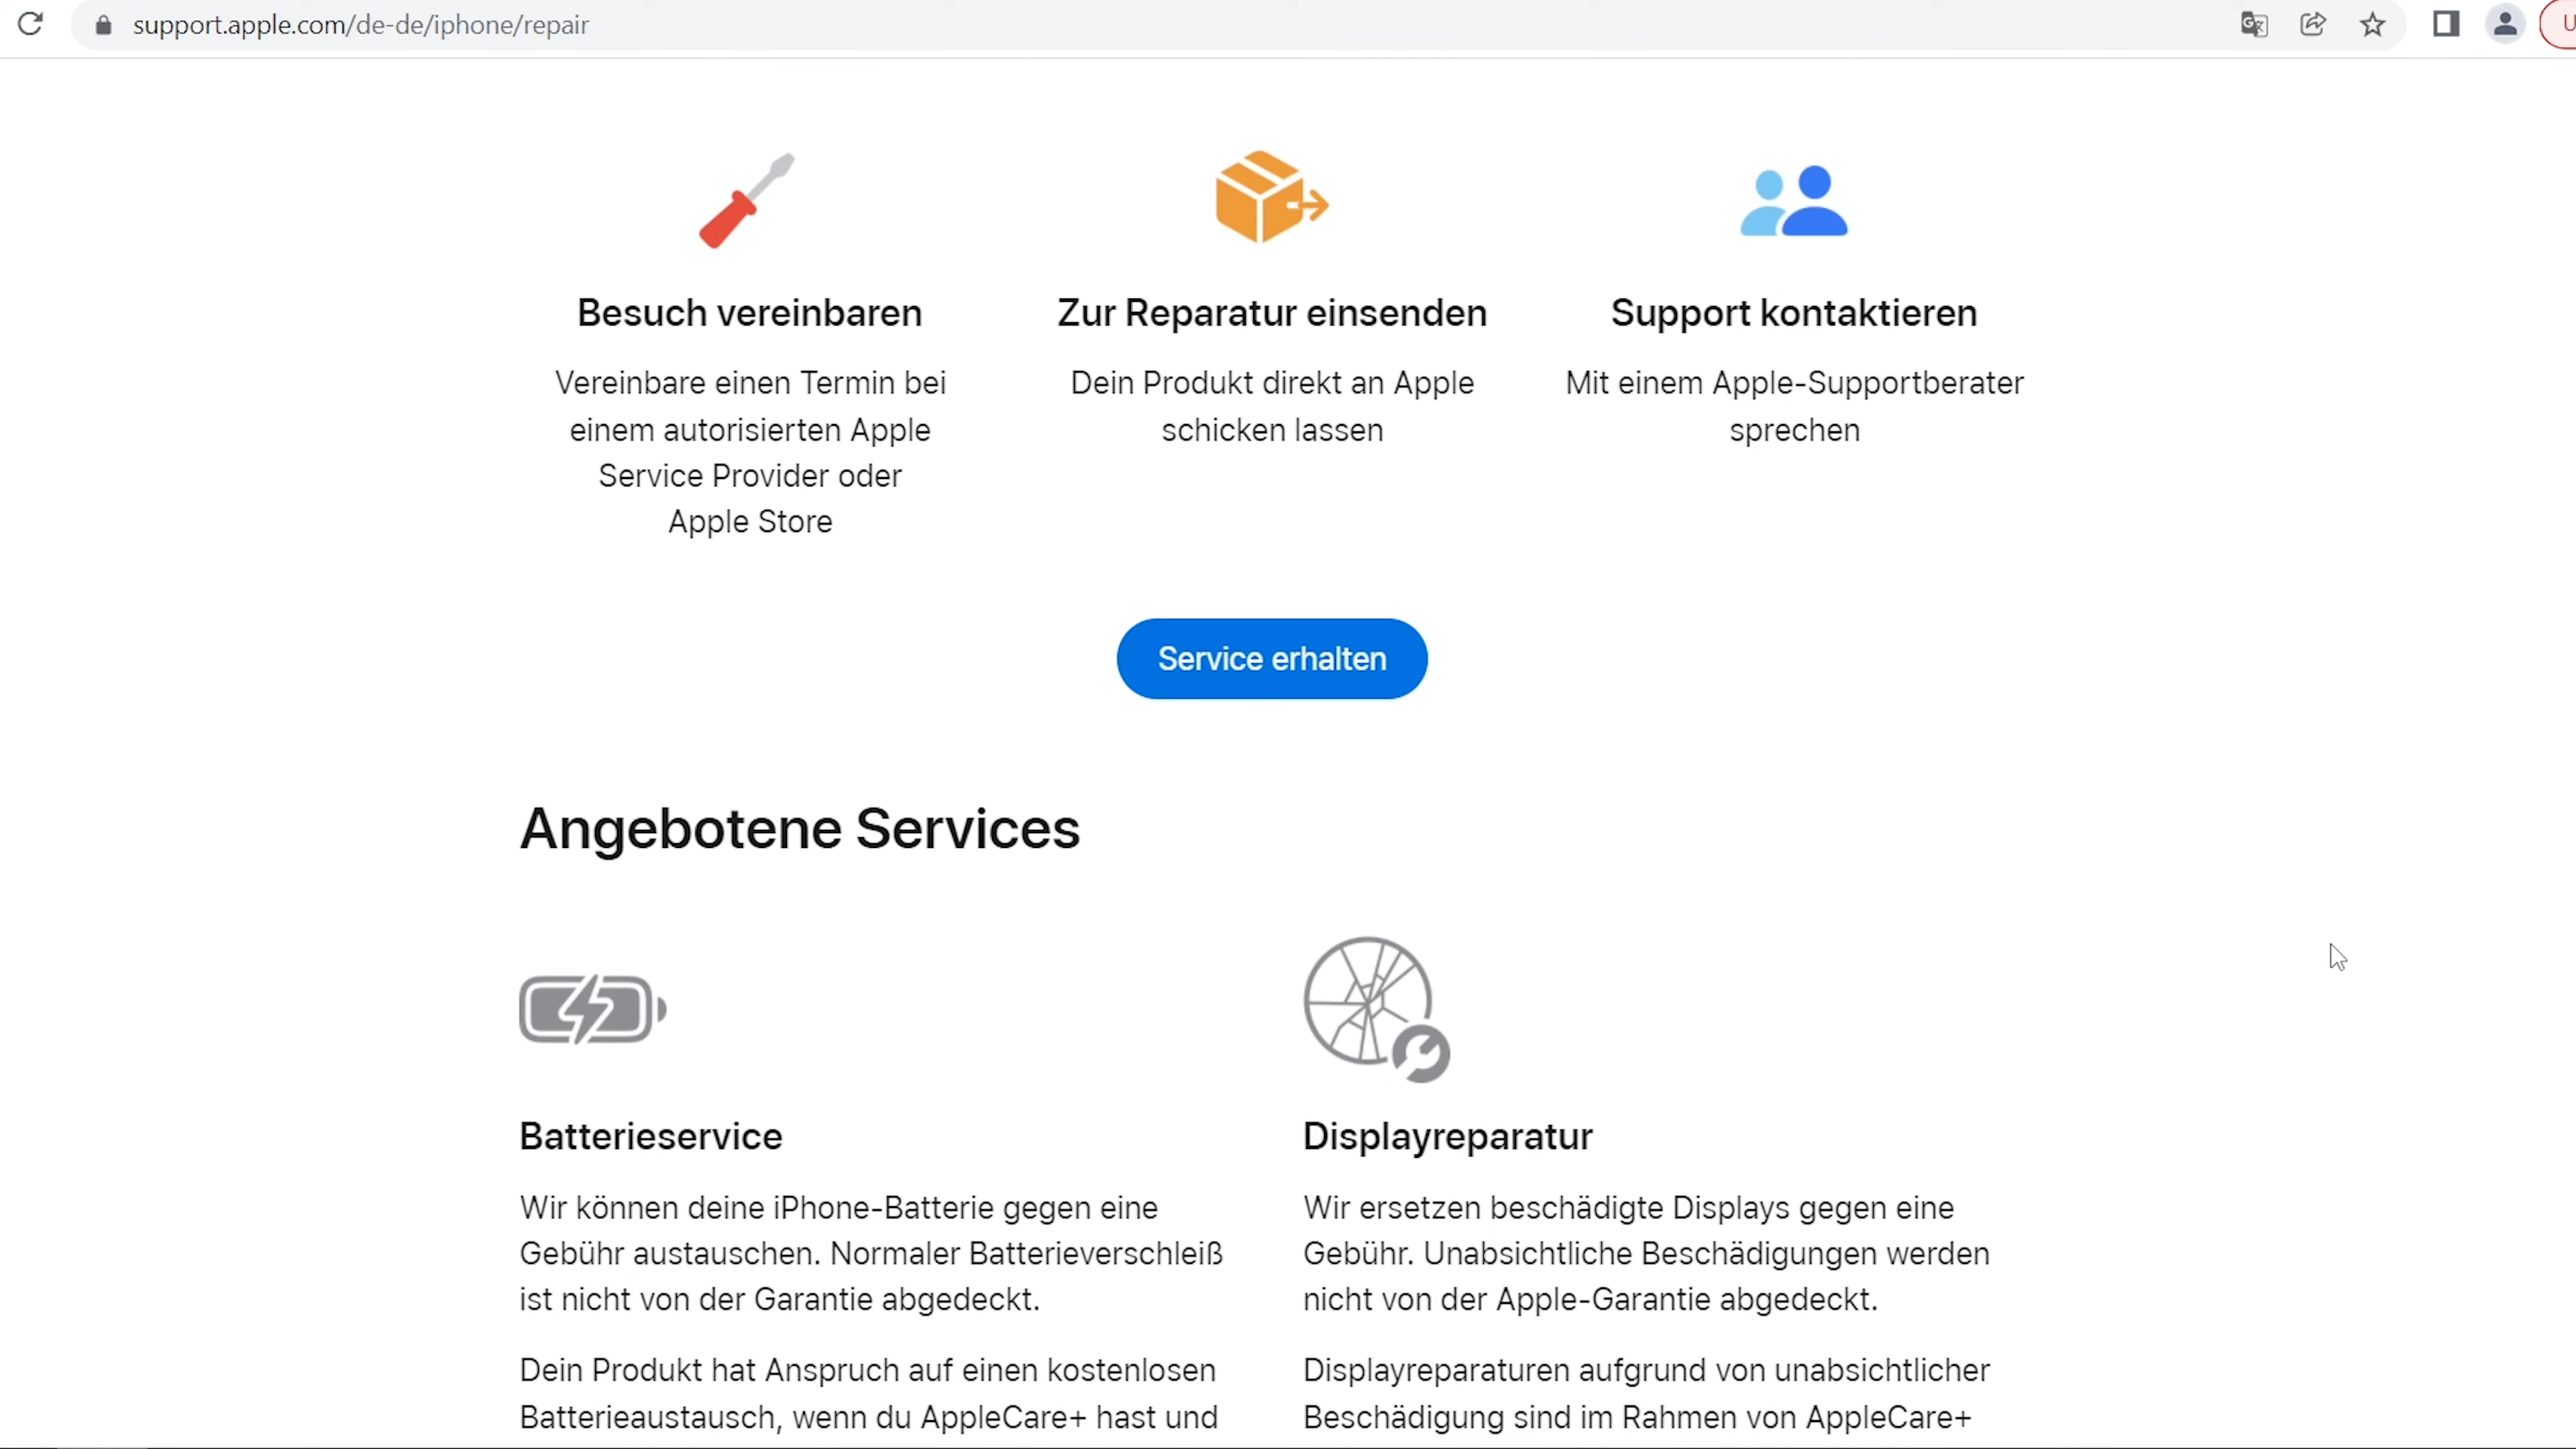 support.apple.com/de-de/iphone/repair
U
Besuch vereinbaren
Vereinbare einen Termin bei
einem autorisierten Apple
Service Provider oder
Apple Store
Zur Reparatur einsenden
Dein Produkt direkt an Apple
schicken lassen
Support kontaktieren
Mit einem Apple-Supportberater
sprechen
Service erhalten
Angebotene Services
Batterieservice
Wir können deine iPhone-Batterie gegen eine
Gebühr austauschen. Normaler Batterieverschleiß
ist nicht von der Garantie abgedeckt.
Dein Produkt hat Anspruch auf einen kostenlosen
Batterieaustausch, wenn du AppleCare+ hast und
Displayreparatur
Wir ersetzen beschädigte Displays gegen eine
Gebühr. Unabsichtliche Beschädigungen werden
nicht von der Apple-Garantie abgedeckt.
Displayreparaturen aufgrund von unabsichtlicher
Beschädigung sind im Rahmen von AppleCare+